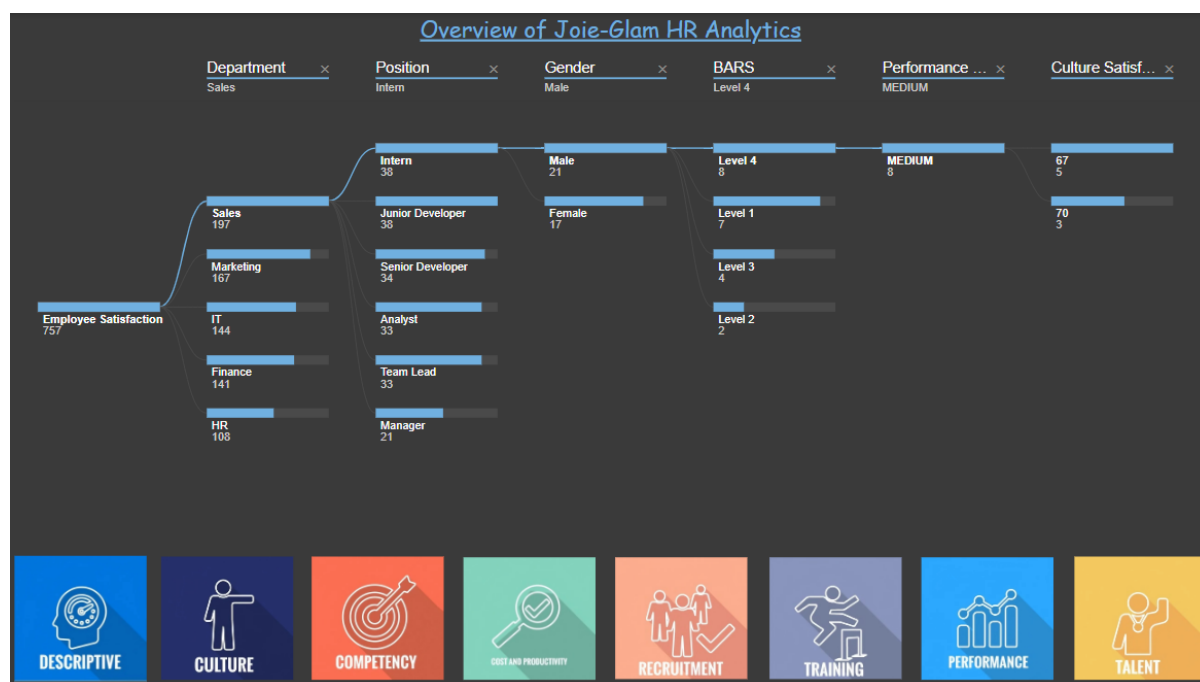 Overview of Joie-Glam HR Analytics
Department ×
Sales
Position ×
Intern
Gender ×
Male
BARS ×
Level 4
Performance ... ×
MEDIUM
Culture Satisf... ×
Employee Satisfaction
757
Sales
197
Marketing
167
IT
144
Finance
141
HR
108
Intern
38
Junior Developer
38
Senior Developer
34
Analyst
33
Team Lead
33
Manager
21
Male
21
Female
17
Level 4
8
Level 1
7
Level 3
4
Level 2
2
MEDIUM
8
67
5
70
3
DESCRIPTIVE
CULTURE
COMPETENCY
COST AND PRODUCTIVITY
RECRUITMENT
TRAINING
PERFORMANCE
TALENT